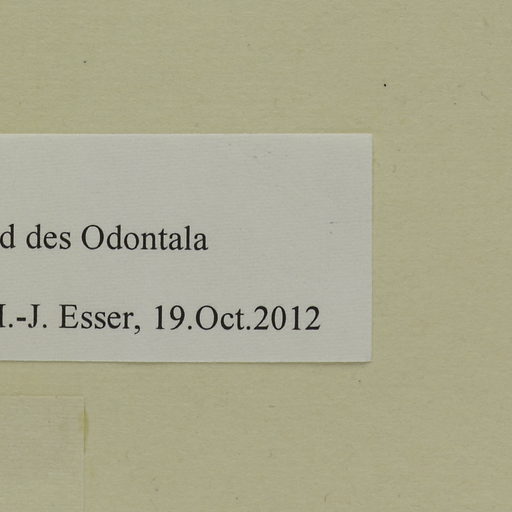 d des Odontala
.-J. Esser, 19.Oct.2012